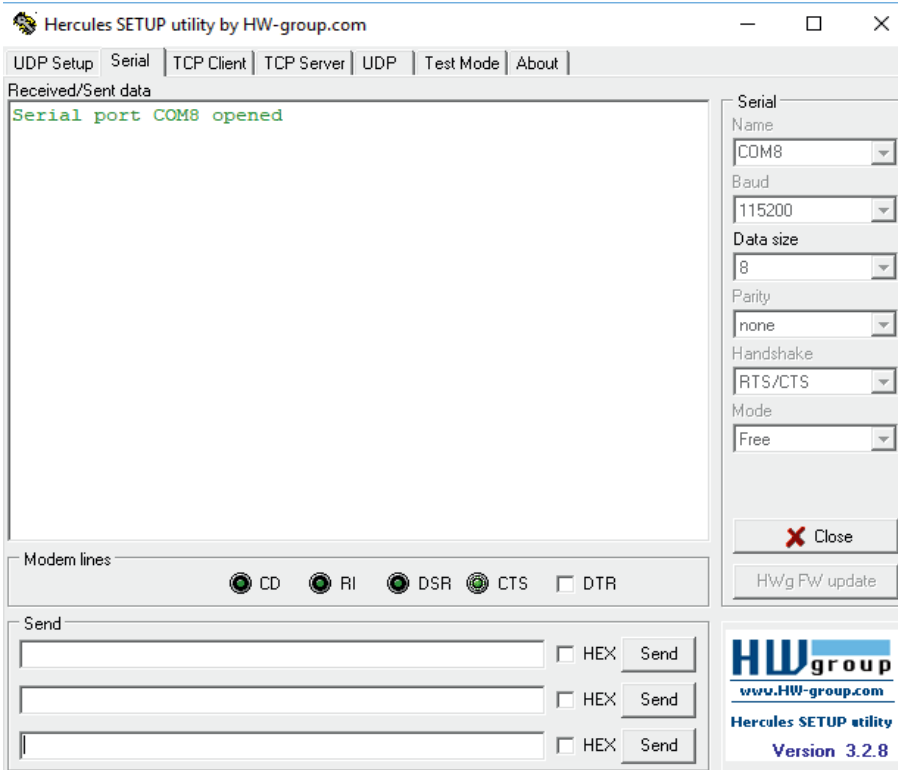 Hercules SETUP utility by HW-group.com
UDP Setup Serial TCP Client TCP Server UDP Test Mode About
Received/Sent data
Serial port COM8 opened
Serial
Name
COM8
Baud
115200
Data size
8
Parity
none
Handshake
RTS/CTS
Mode
Free
Close
HWg FW update
Modem lines
CD RI DSR CTS DTR
Send
HEX Send
HEX Send
HEX Send
HW group
www.HW-group.com
Hercules SETUP utility
Version 3.2.8